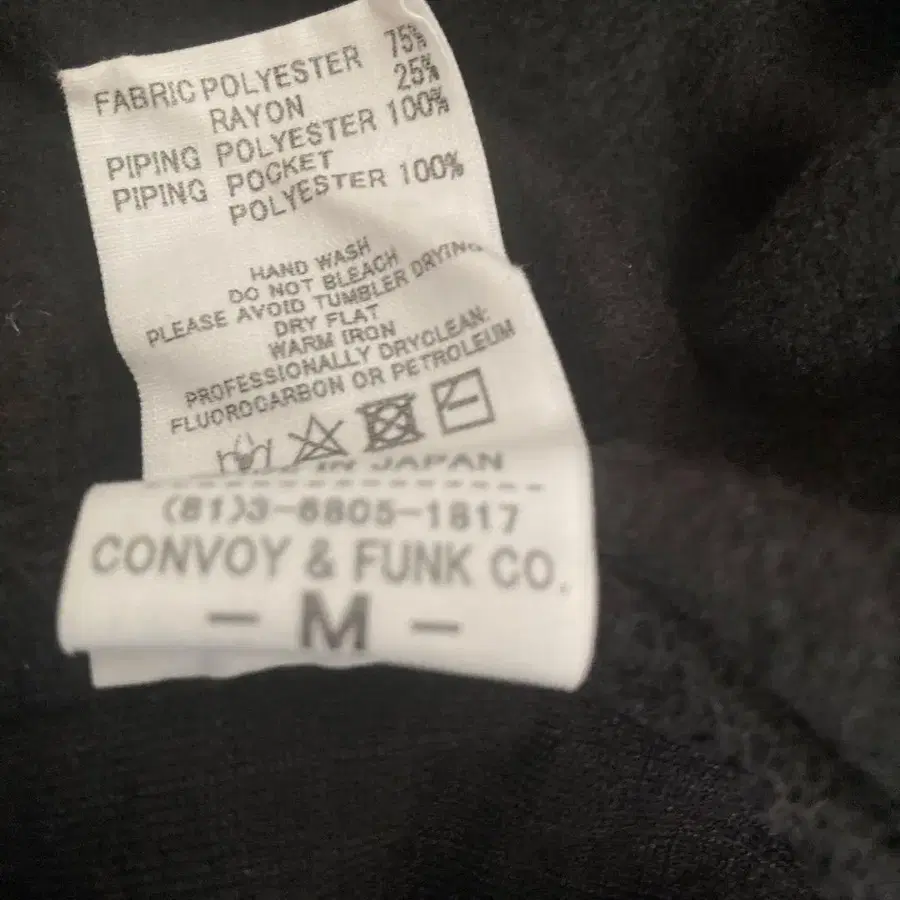 FABRIC POLYESTER 75%
RAYON 25%
PIPING POLYESTER 100%
PIPING POCKET
POLYESTER 100%
HAND WASH
DO NOT BLEACH
PLEASE AVOID TUMBLER DRYING
DRY FLAT
WARM IRON
PROFESSIONALLY DRYCLEAN:
FLUOROCARBON OR PETROLEUM
IN JAPAN
(81)3-6805-1817
CONVOY & FUNK CO.
- M -